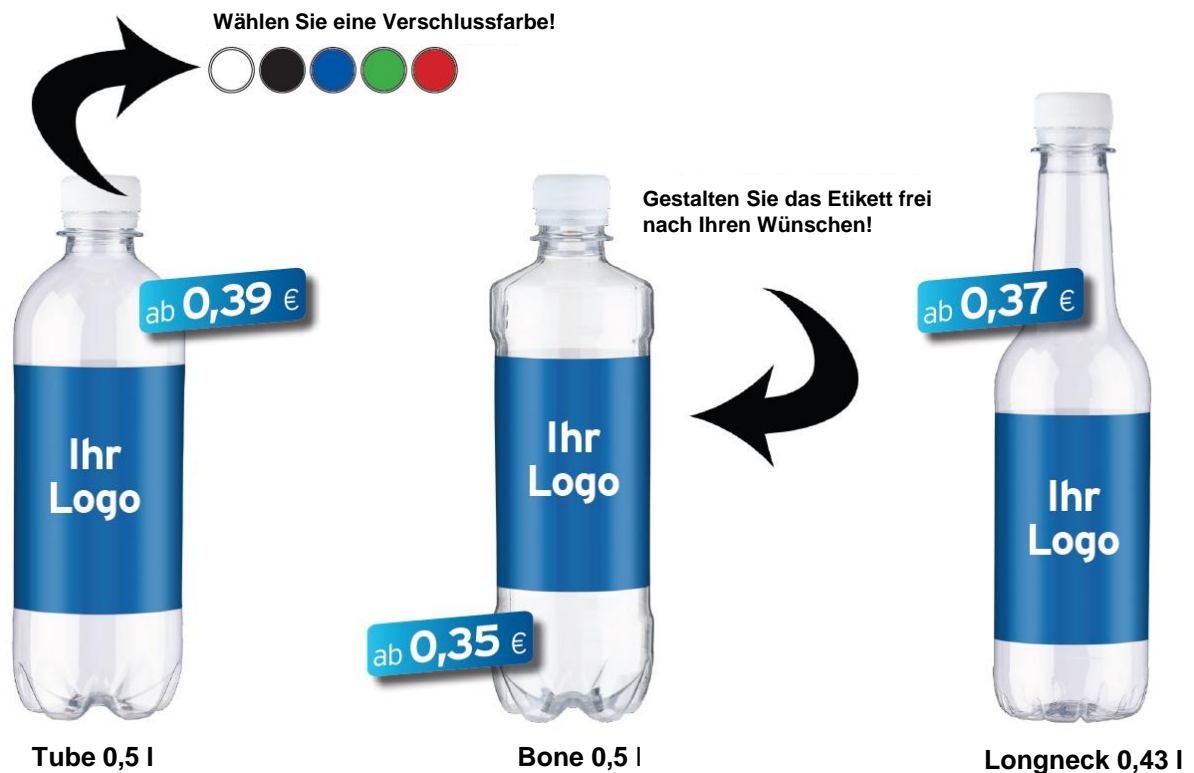 Wählen Sie eine Verschlussfarbe!
Gestalten Sie das Etikett frei
nach Ihren Wünschen!
ab 0,39 €
Ihr
Logo
Tube 0,5 l
Ihr
Logo
ab 0,35 €
Bone 0,5 l
ab 0,37 €
Ihr
Logo
Longneck 0,43 l